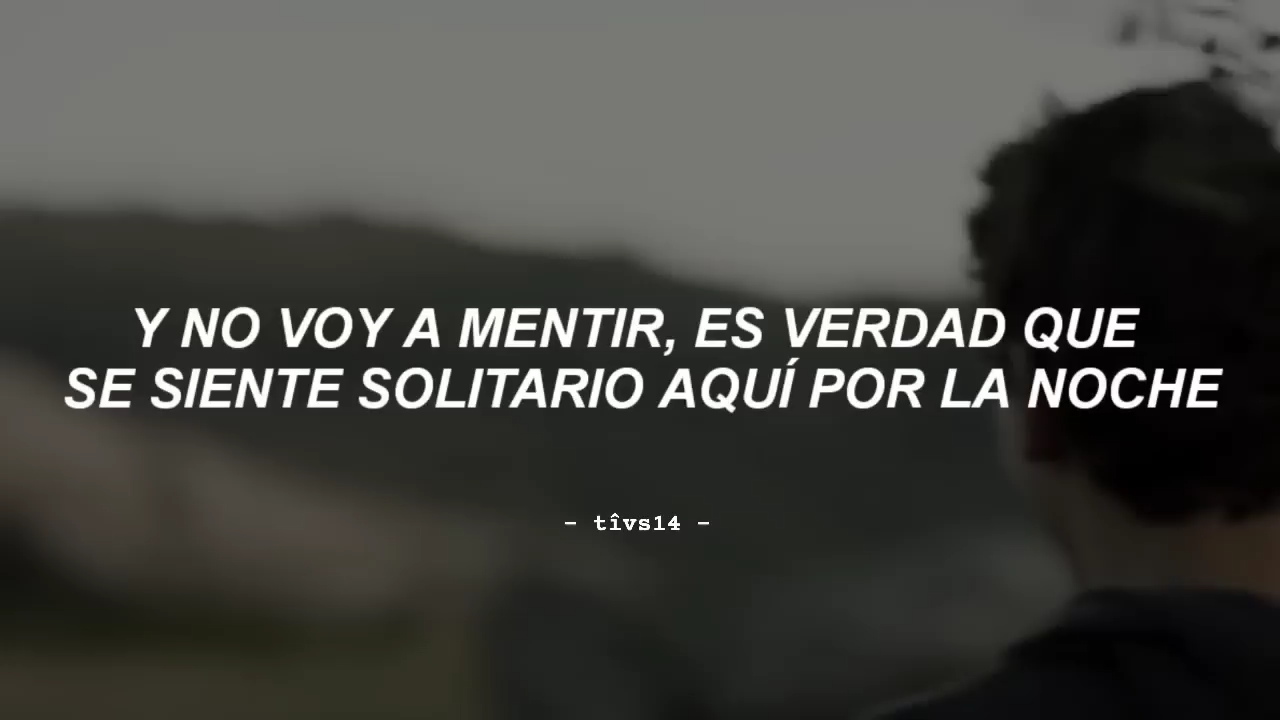 Y NO VOY A MENTIR, ES VERDAD QUE
SE SIENTE SOLITARIO AQUÍ POR LA NOCHE
- tîvs14 -